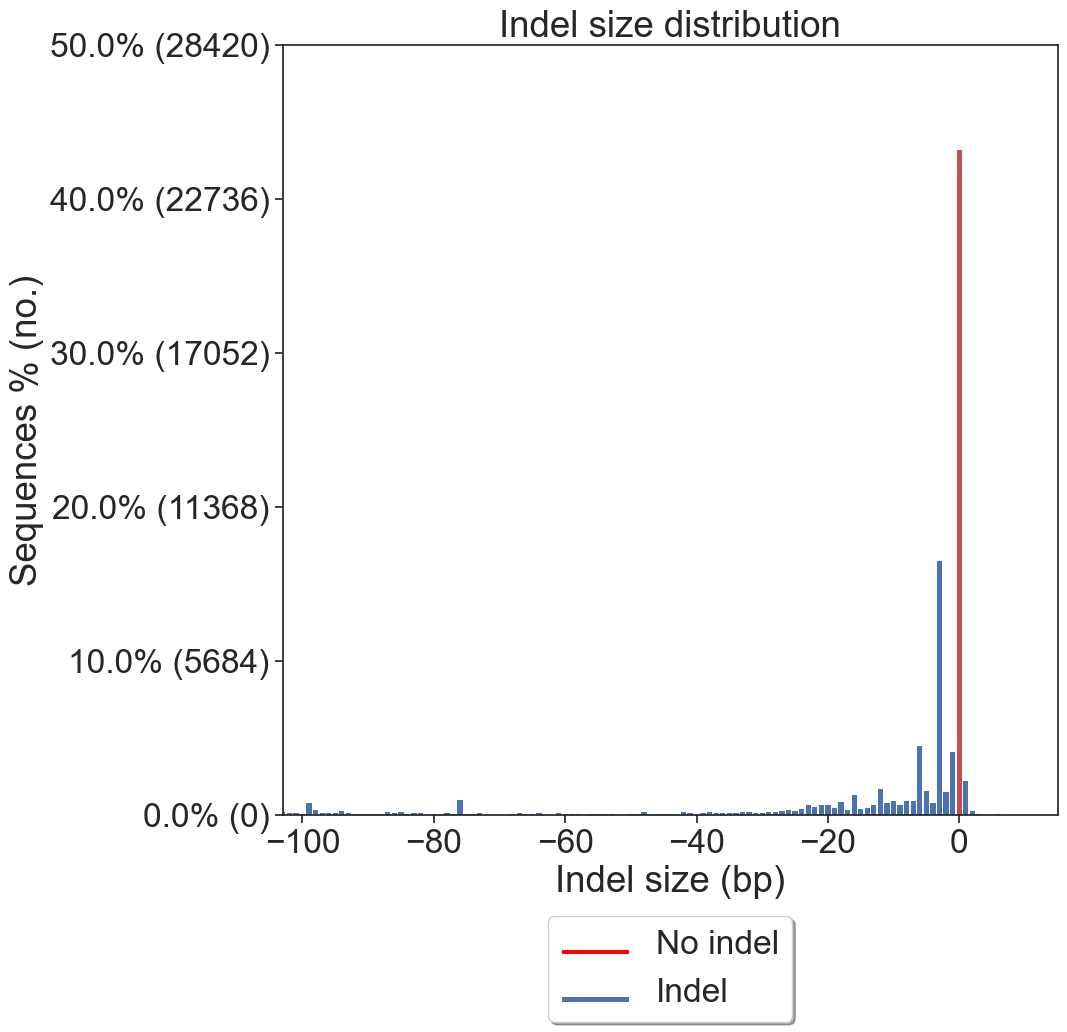 Indel size distribution
50.0% (28420)
40.0% (22736)
30.0% (17052)
20.0% (11368)
10.0% (5684)
0.0% (0)
Sequences % (no.)
−100 −80 −60 −40 −20 0
Indel size (bp)
No indel
Indel